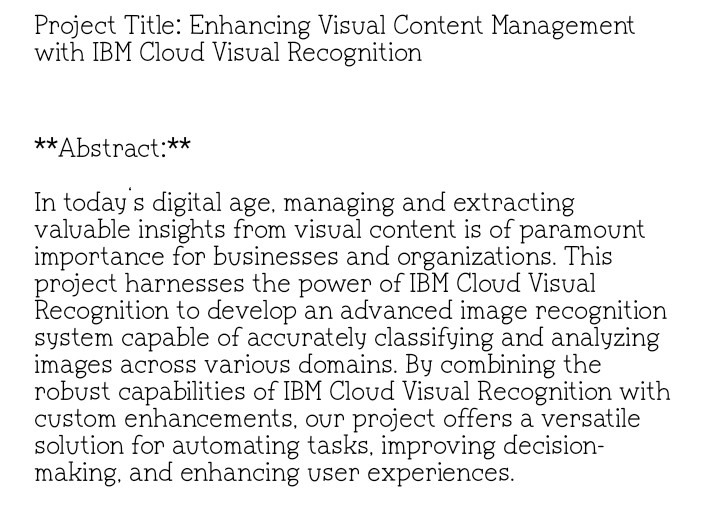 Project Title: Enhancing Visual Content Management
with IBM Cloud Visual Recognition
**Abstract:**
In today's digital age, managing and extracting
valuable insights from visual content is of paramount
importance for businesses and organizations. This
project harnesses the power of IBM Cloud Visual
Recognition to develop an advanced image recognition
system capable of accurately classifying and analyzing
images across various domains. By combining the
robust capabilities of IBM Cloud Visual Recognition with
custom enhancements, our project offers a versatile
solution for automating tasks, improving decision-
making, and enhancing user experiences.